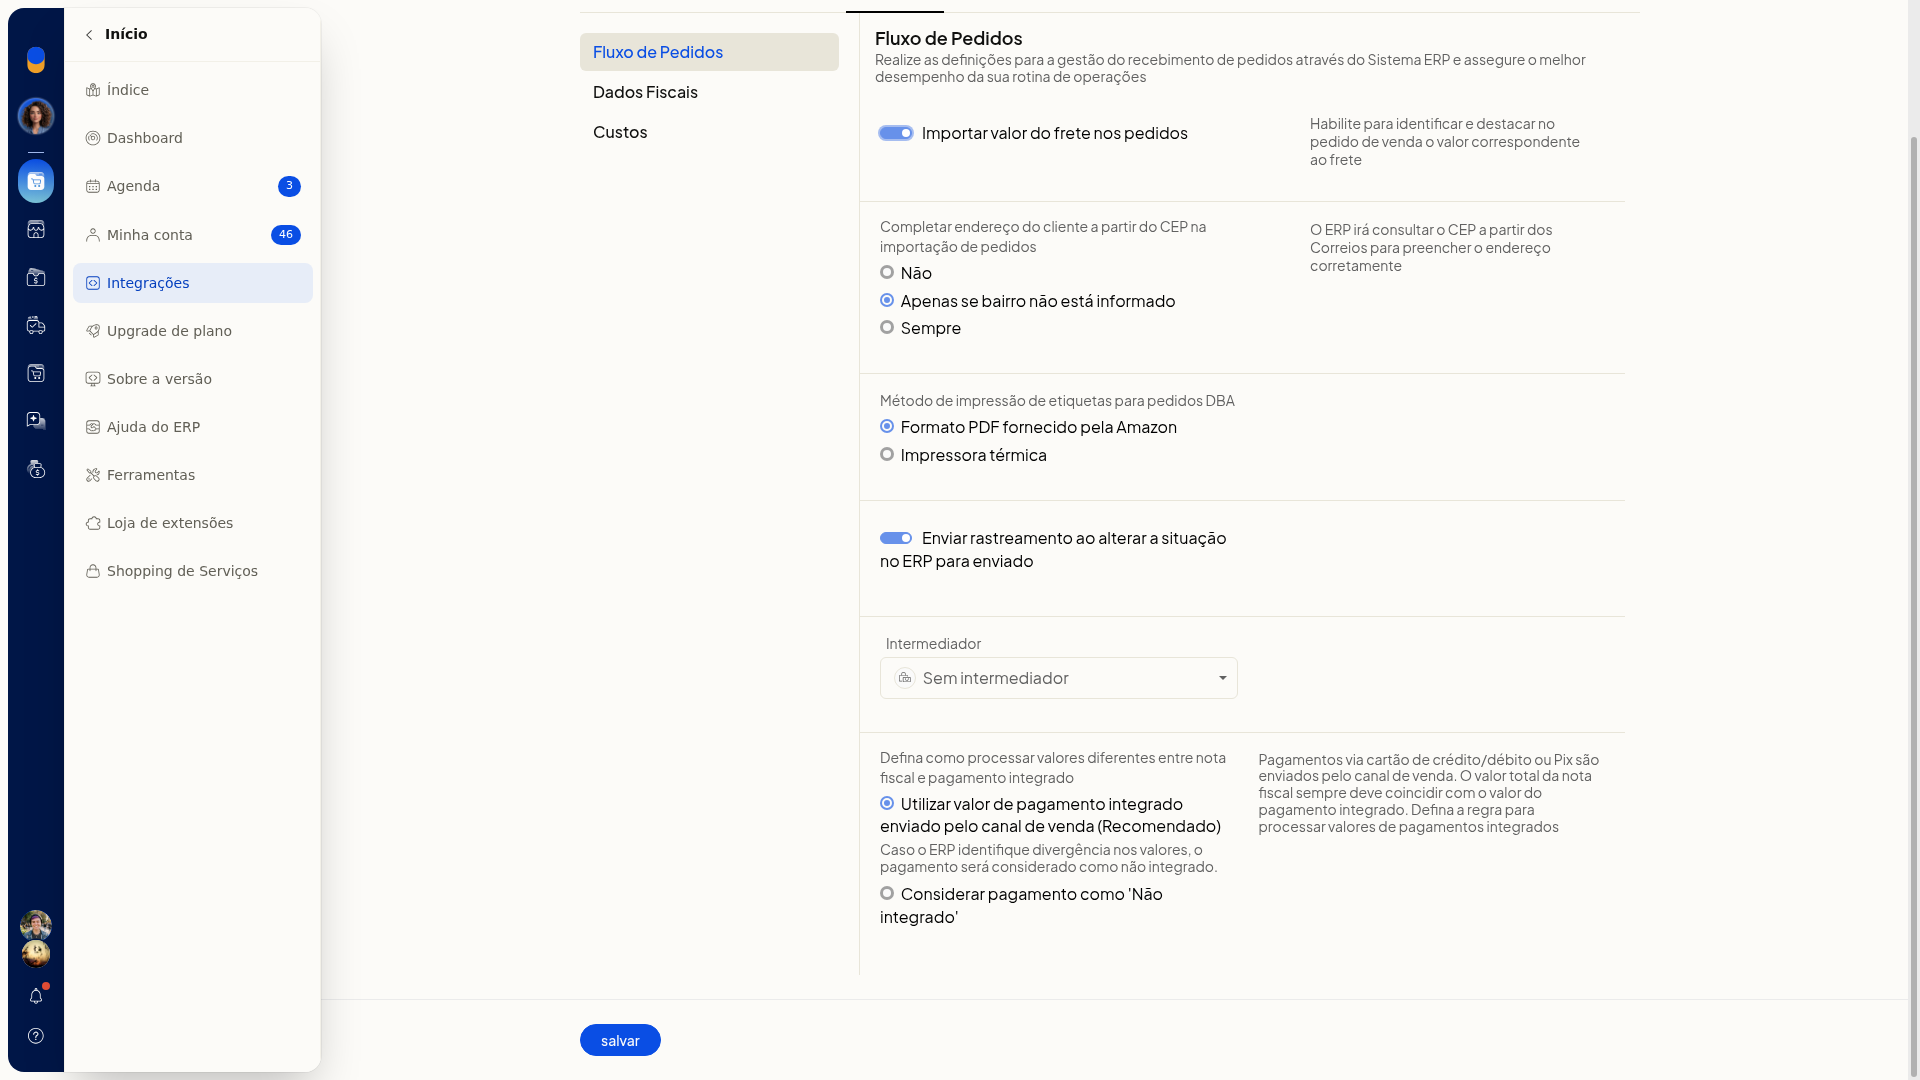 Início
Índice
Dashboard
Agenda
3
Minha conta
46
Integrações
Upgrade de plano
Sobre a versão
Ajuda do ERP
Ferramentas
Loja de extensões
Shopping de Serviços
Fluxo de Pedidos
Dados Fiscais
Custos
Fluxo de Pedidos
Realize as definições para a gestão do recebimento de pedidos através do Sistema ERP e assegure o melhor
desempenho da sua rotina de operações
Importar valor do frete nos pedidos
Habilite para identificar e destacar no
pedido de venda o valor correspondente
ao frete
Completar endereço do cliente a partir do CEP na
importação de pedidos
Não
Apenas se bairro não está informado
Sempre
O ERP irá consultar o CEP a partir dos
Correios para preencher o endereço
corretamente
Método de impressão de etiquetas para pedidos DBA
Formato PDF fornecido pela Amazon
Impressora térmica
Enviar rastreamento ao alterar a situação
no ERP para enviado
Intermediador
Sem intermediador
Defina como processar valores diferentes entre nota
fiscal e pagamento integrado
Utilizar valor de pagamento integrado
enviado pelo canal de venda (Recomendado)
Caso o ERP identifique divergência nos valores, o
pagamento será considerado como não integrado.
Considerar pagamento como 'Não
integrado'
Pagamentos via cartão de crédito/débito ou Pix são
enviados pelo canal de venda. O valor total da nota
fiscal sempre deve coincidir com o valor do
pagamento integrado. Defina a regra para
processar valores de pagamentos integrados
salvar